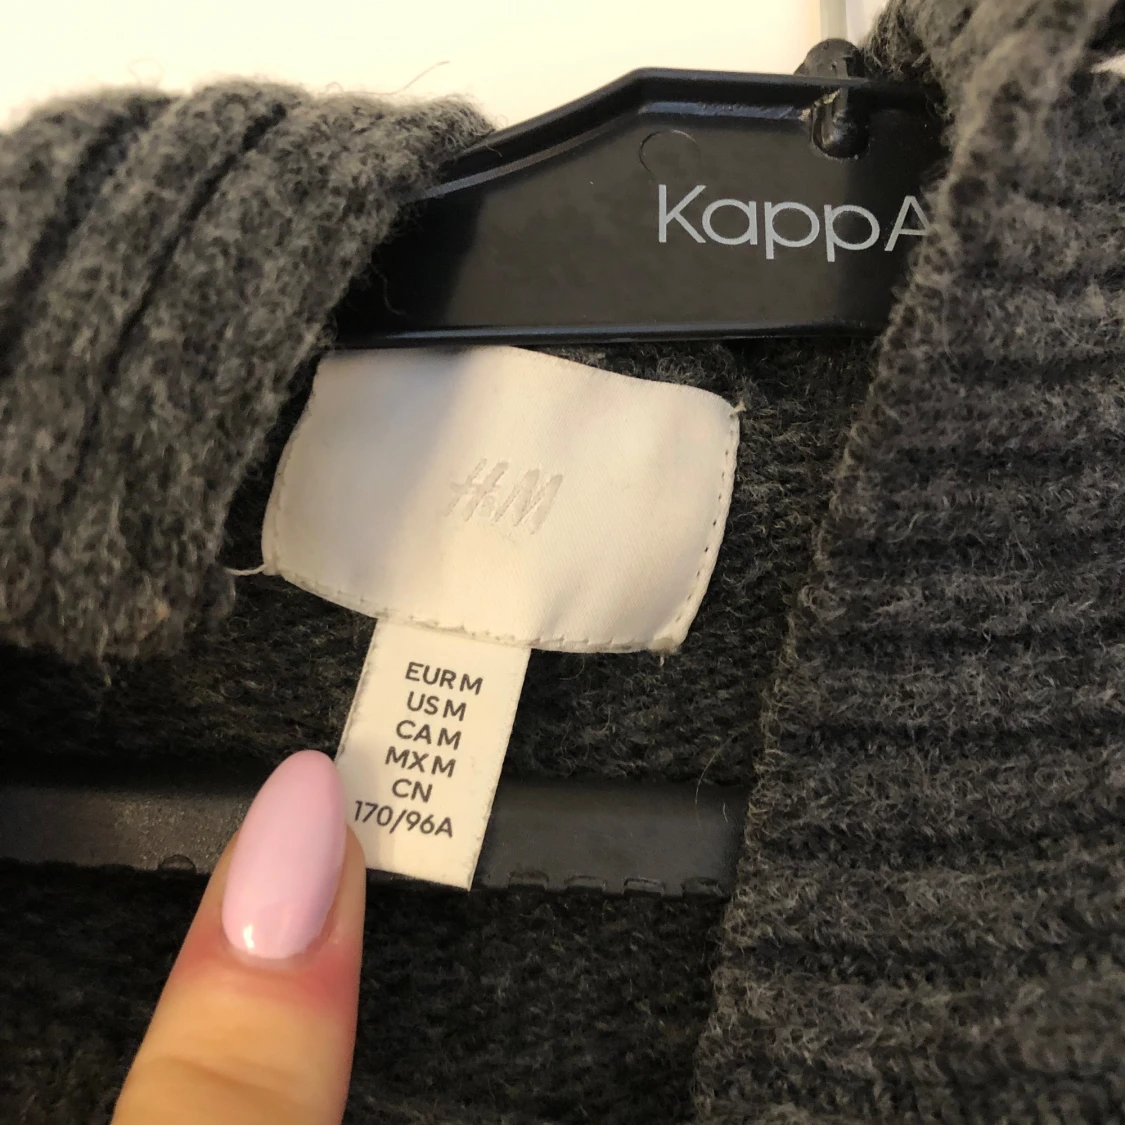 KappA
H&M
EUR M
US M
CA M
MX M
CN
170/96A